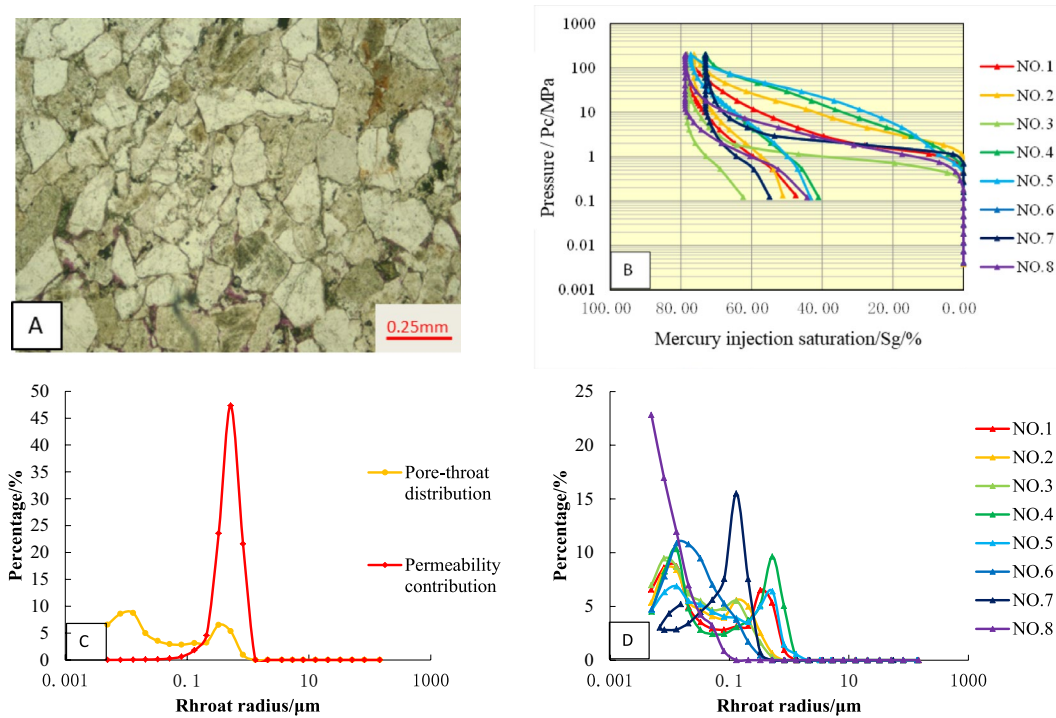 A
0.25mm
1000
100
10
1
0.1
0.01
0.001
100.00 80.00 60.00 40.00 20.00 0.00
Pressure / Pc/MPa
Mercury injection saturation/Sg/%
B
NO.1
NO.2
NO.3
NO.4
NO.5
NO.6
NO.7
NO.8
50
45
40
35
30
25
20
15
10
5
0
0.001 0.1 10 1000
Percentage/%
Rhroat radius/μm
C
Pore-throat
distribution
Permeability
contribution
25
20
15
10
5
0
0.001 0.1 10 1000
Percentage/%
Rhroat radius/μm
D
NO.1
NO.2
NO.3
NO.4
NO.5
NO.6
NO.7
NO.8